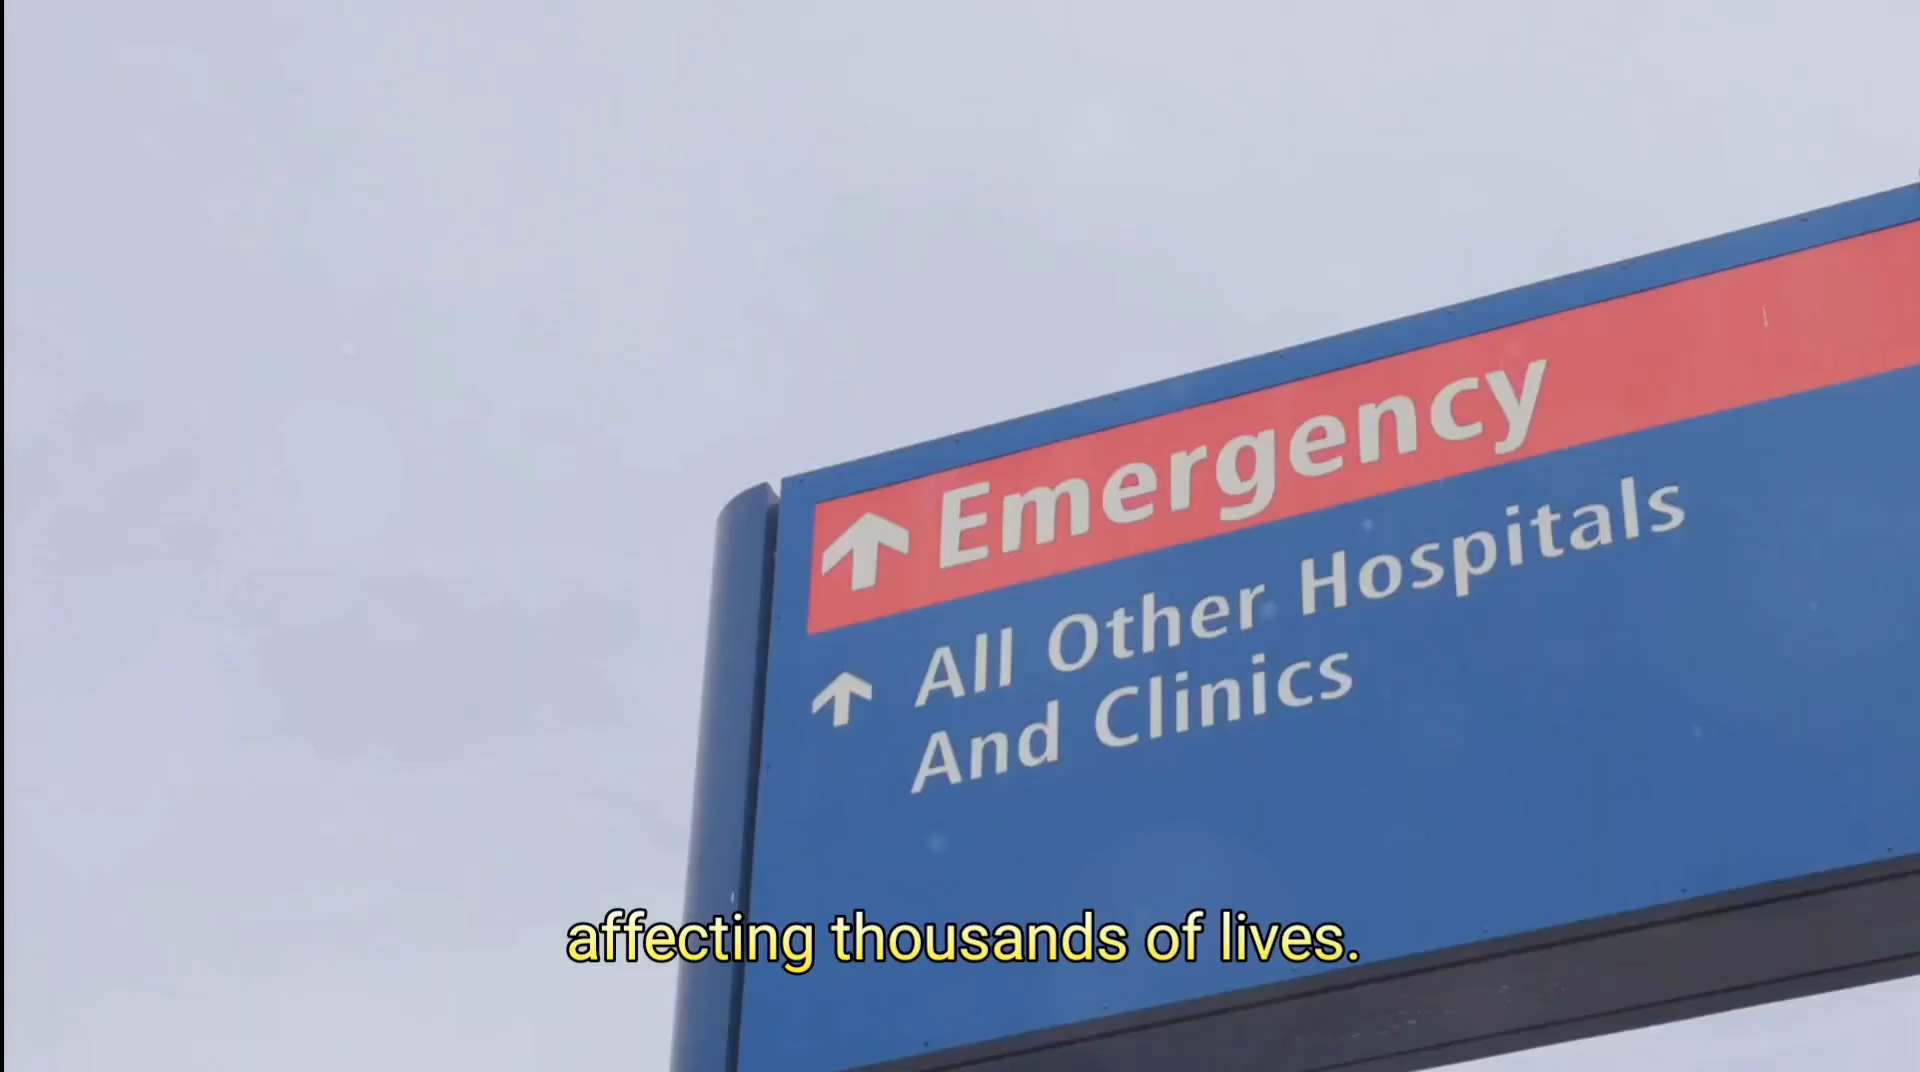 Emergency
All Other Hospitals
And Clinics
affecting thousands of lives.